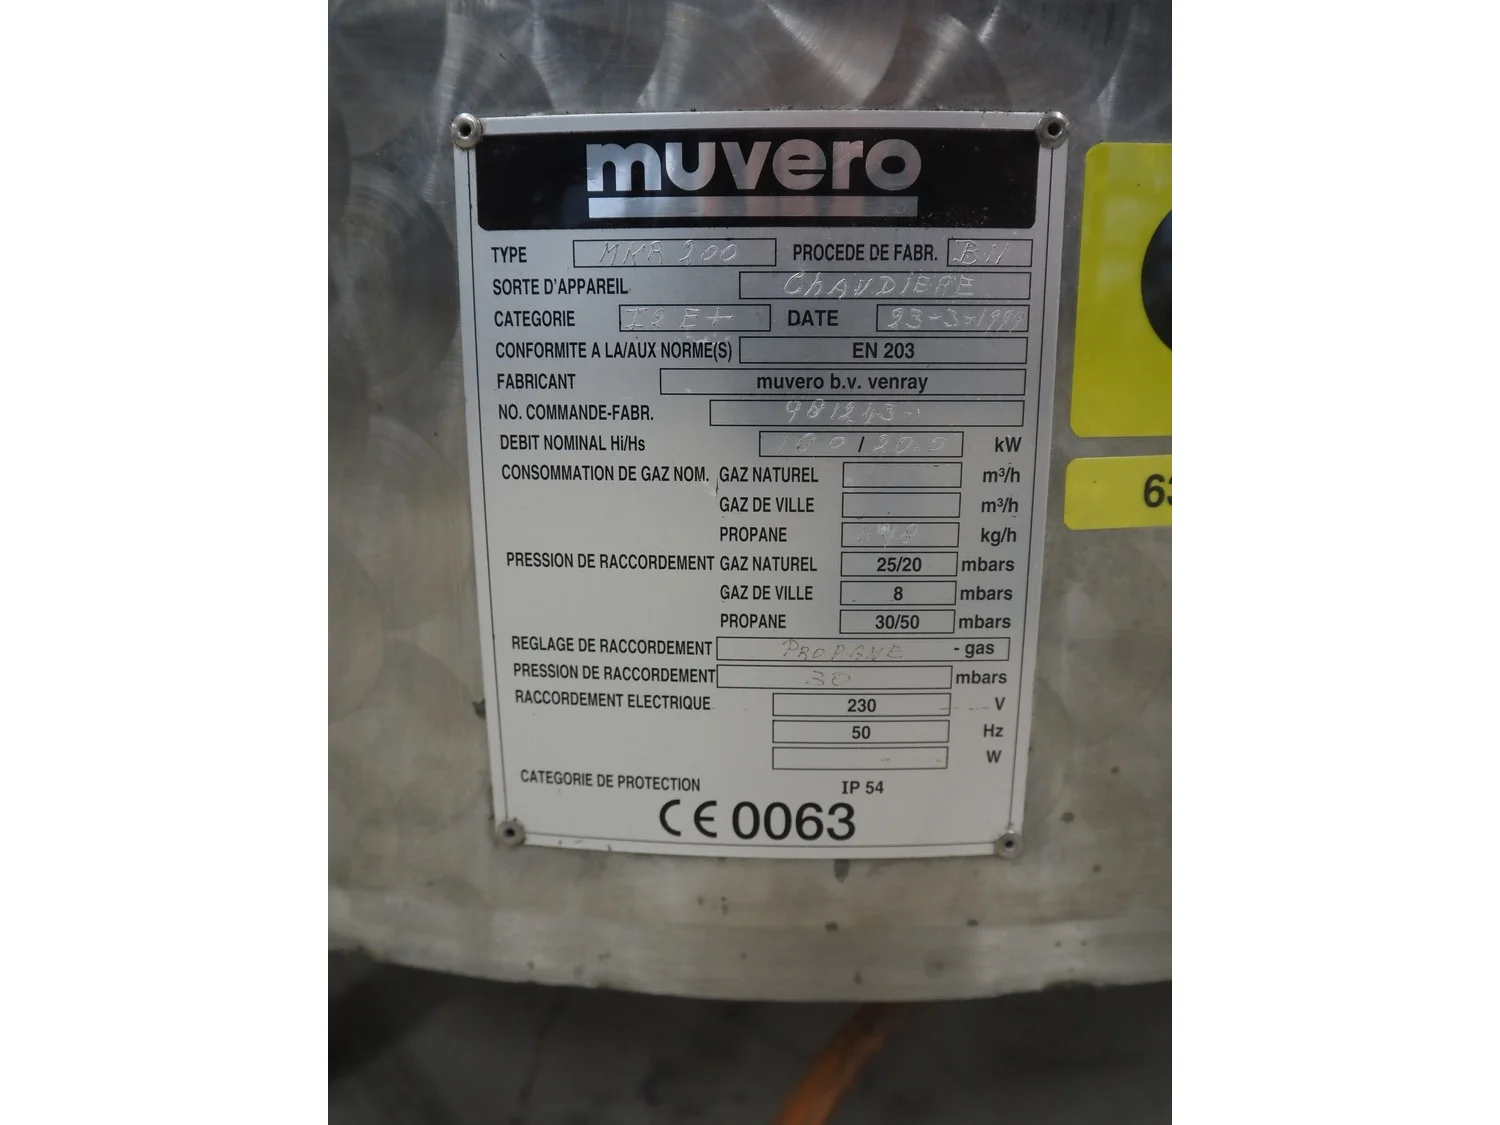 muvero
TYPE MKR 200 PROCEDE DE FABR. BN
SORTE D'APPAREIL CHAUDIERE
CATEGORIE I2E+ DATE 23-3-1999
CONFORMITE A LA/AUX NORME(S) EN 203
FABRICANT muvero b.v. venray
NO. COMMANDE-FABR.
DEBIT NOMINAL Hi/Hs / kW
CONSOMMATION DE GAZ NOM. GAZ NATUREL m³/h
GAZ DE VILLE m³/h
PROPANE kg/h
PRESSION DE RACCORDEMENT GAZ NATUREL 25/20 mbars
GAZ DE VILLE 8 mbars
PROPANE 30/50 mbars
REGLAGE DE RACCORDEMENT PROPANE - gas
PRESSION DE RACCORDEMENT 30 mbars
RACCORDEMENT ELECTRIQUE 230 V
50 Hz
W
CATEGORIE DE PROTECTION IP 54
CE 0063